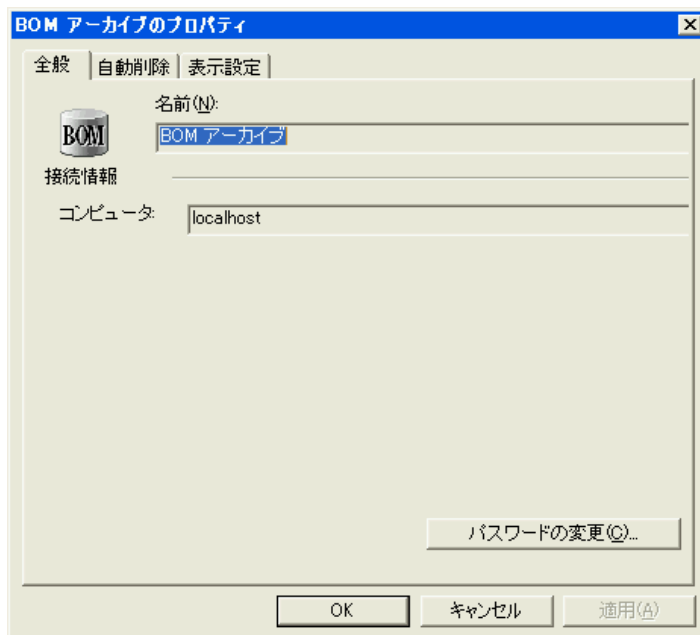 BOM アーカイブのプロパティ
全般 自動削除 表示設定
名前(N):
BOM
BOM アーカイブ
接続情報
コンピュータ:
localhost
パスワードの変更(C)...
OK キャンセル 適用(A)